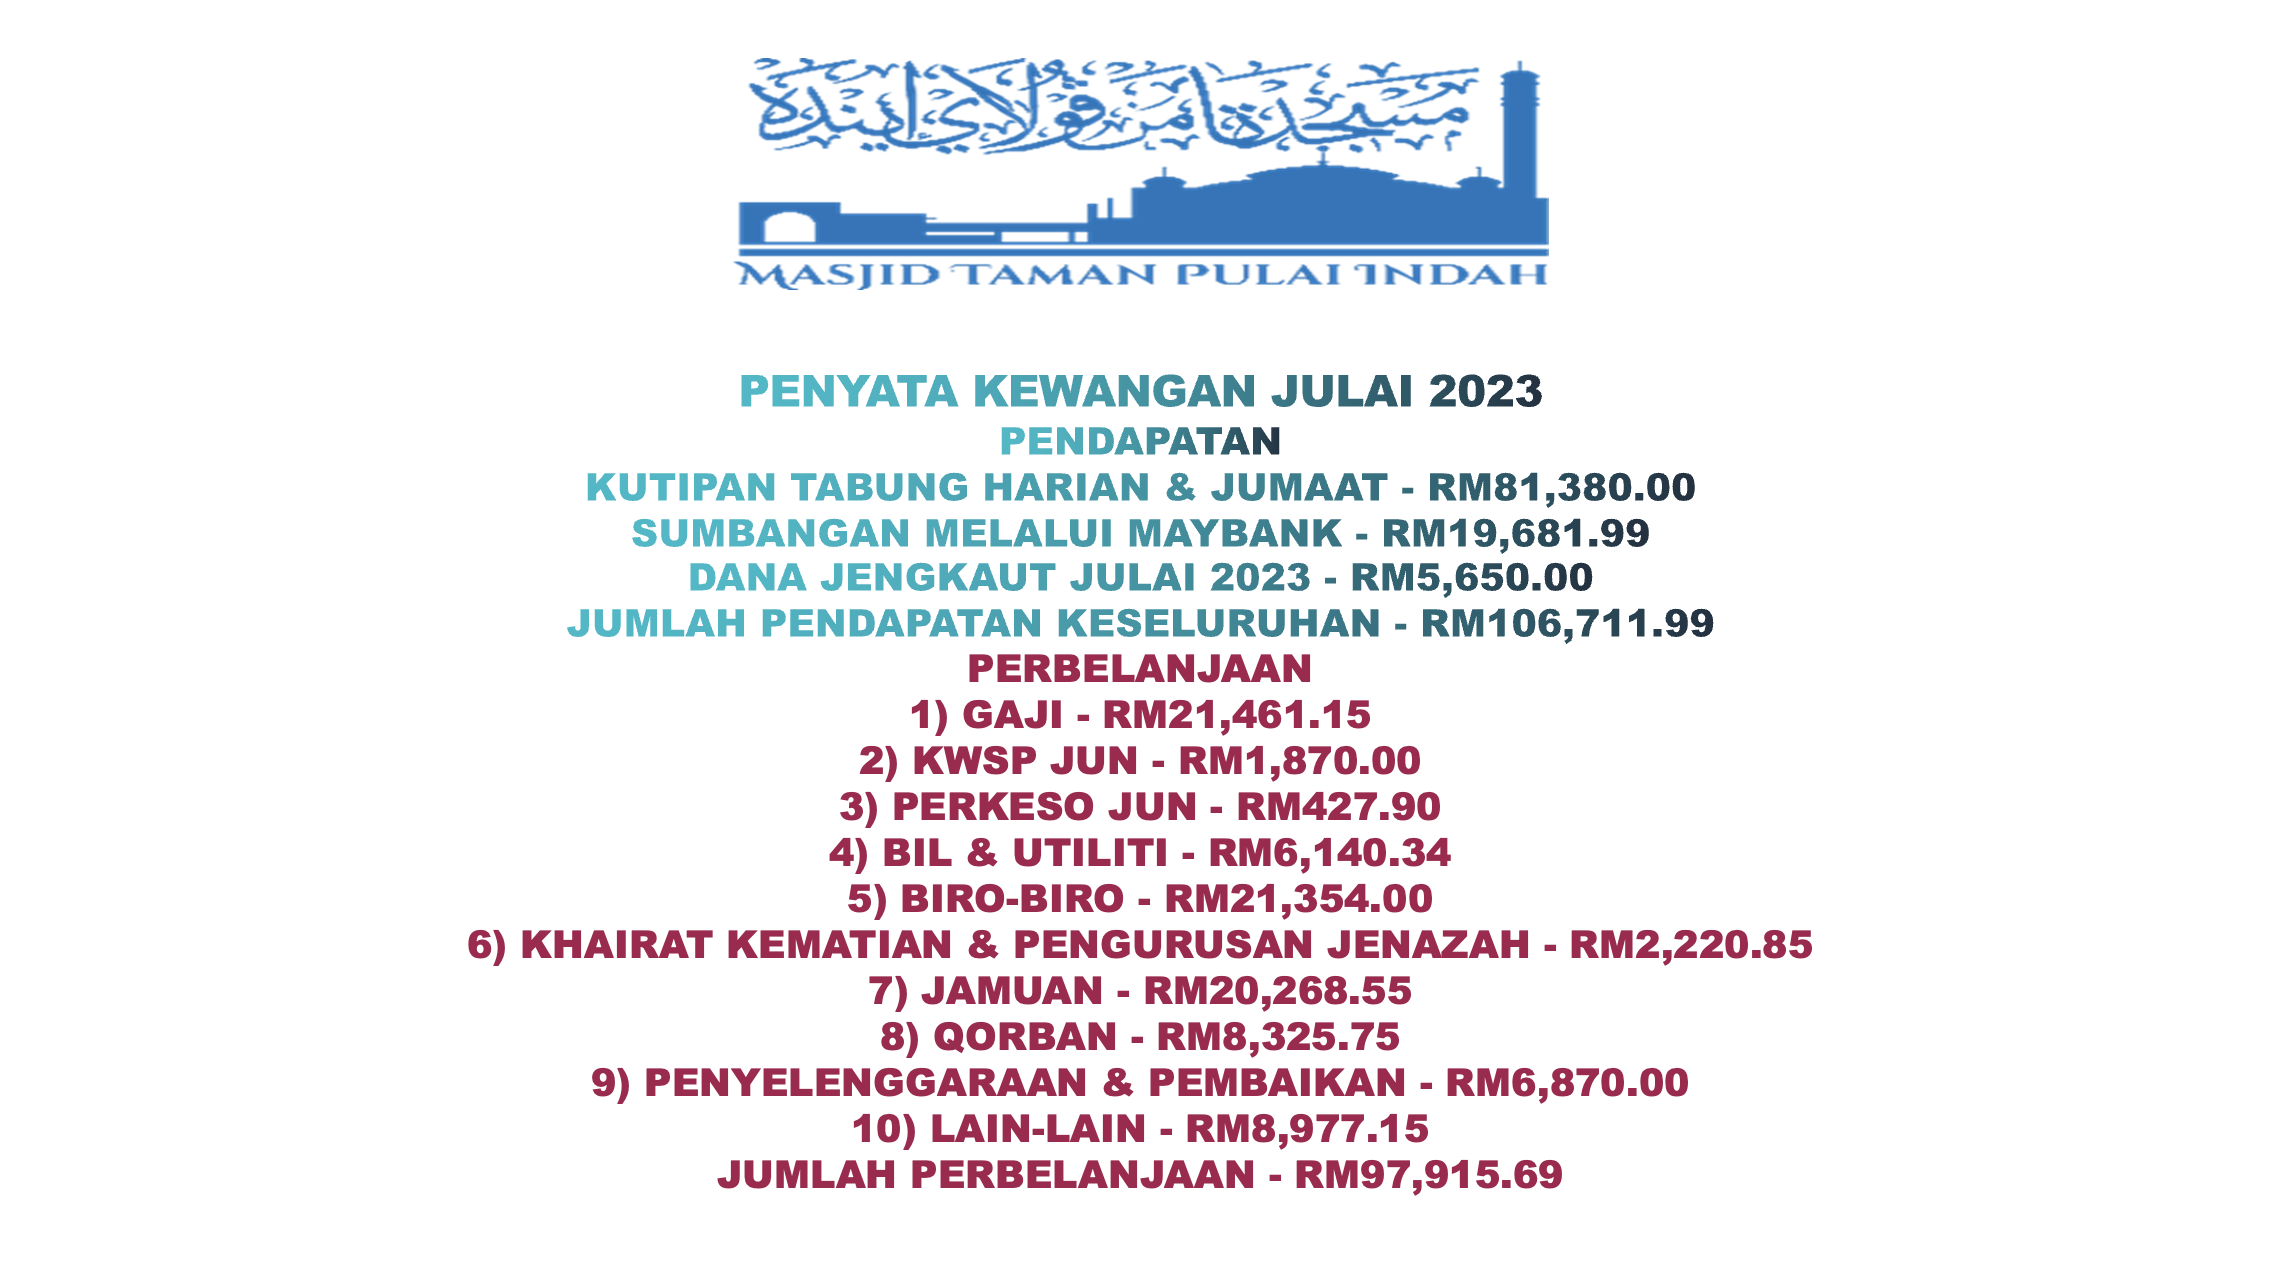 مسجد تامن ڤولاي اينده
MASJID TAMAN PULAI INDAH
PENYATA KEWANGAN JULAI 2023
PENDAPATAN
KUTIPAN TABUNG HARIAN & JUMAAT - RM81,380.00
SUMBANGAN MELALUI MAYBANK - RM19,681.99
DANA JENGKAUT JULAI 2023 - RM5,650.00
JUMLAH PENDAPATAN KESELURUHAN - RM106,711.99
PERBELANJAAN
1) GAJI - RM21,461.15
2) KWSP JUN - RM1,870.00
3) PERKESO JUN - RM427.90
4) BIL & UTILITI - RM6,140.34
5) BIRO-BIRO - RM21,354.00
6) KHAIRAT KEMATIAN & PENGURUSAN JENAZAH - RM2,220.85
7) JAMUAN - RM20,268.55
8) QORBAN - RM8,325.75
9) PENYELENGGARAAN & PEMBAIKAN - RM6,870.00
10) LAIN-LAIN - RM8,977.15
JUMLAH PERBELANJAAN - RM97,915.69